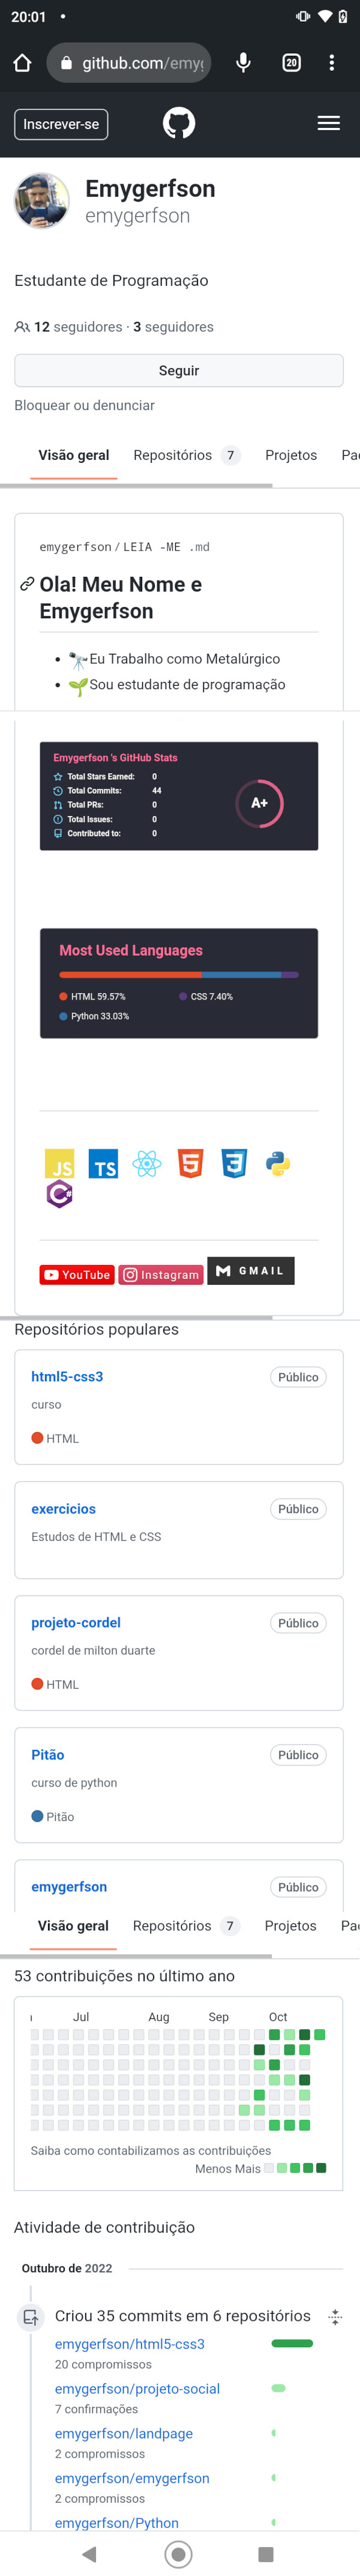 20:01
github.com/emyg
20
Inscrever-se
Emygerfson
emygerfson
Estudante de Programação
12 seguidores · 3 seguidores
Seguir
Bloquear ou denunciar
Visão geral Repositórios 7 Projetos Pa
emygerfson / LEIA -ME .md
Ola! Meu Nome e
Emygerfson
Eu Trabalho como Metalúrgico
Sou estudante de programação
Emygerfson 's GitHub Stats
Total Stars Earned: 0
Total Commits: 44
Total PRs: 0
Total Issues: 0
Contributed to: 0
A+
Most Used Languages
HTML 59.57% CSS 7.40%
Python 33.03%
JS TS 5 3
C#
YouTube Instagram GMAIL
Repositórios populares
html5-css3 Público
curso
HTML
exercicios Público
Estudos de HTML e CSS
projeto-cordel Público
cordel de milton duarte
HTML
Pitão Público
curso de python
Pitão
emygerfson Público
Visão geral Repositórios 7 Projetos Pa
53 contribuições no último ano
Jul Aug Sep Oct
Saiba como contabilizamos as contribuições
Menos Mais
Atividade de contribuição
Outubro de 2022
Criou 35 commits em 6 repositórios
emygerfson/html5-css3
20 compromissos
emygerfson/projeto-social
7 confirmações
emygerfson/landpage
2 compromissos
emygerfson/emygerfson
2 compromissos
emygerfson/Python